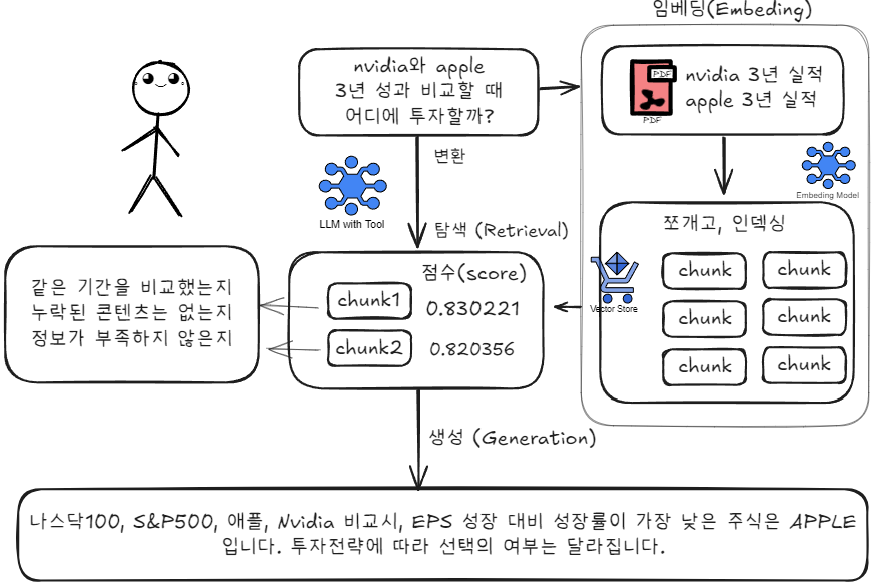 임베딩(Embeding)
nvidia와 apple
3년 성과 비교할 때
어디에 투자할까?
PDF
PDF
nvidia 3년 실적
apple 3년 실적
변환
LLM with Tool
Embeding Model
탐색 (Retrieval)
쪼개고, 인덱싱
chunk chunk
chunk chunk
chunk chunk
Vector Store
점수(score)
chunk1 0.830221
chunk2 0.820356
같은 기간을 비교했는지
누락된 콘텐츠는 없는지
정보가 부족하지 않은지
생성 (Generation)
나스닥100, S&P500, 애플, Nvidia 비교시, EPS 성장 대비 성장률이 가장 낮은 주식은 APPLE
입니다. 투자전략에 따라 선택의 여부는 달라집니다.